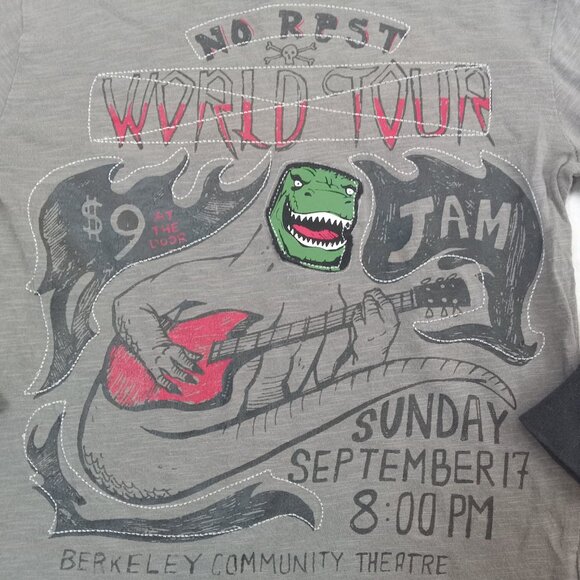 NO REST
WORLD TOUR
$9 AT
THE
DOOR
JAM
SUNDAY
SEPTEMBER 17
8:00 PM
BERKELEY COMMUNITY THEATRE